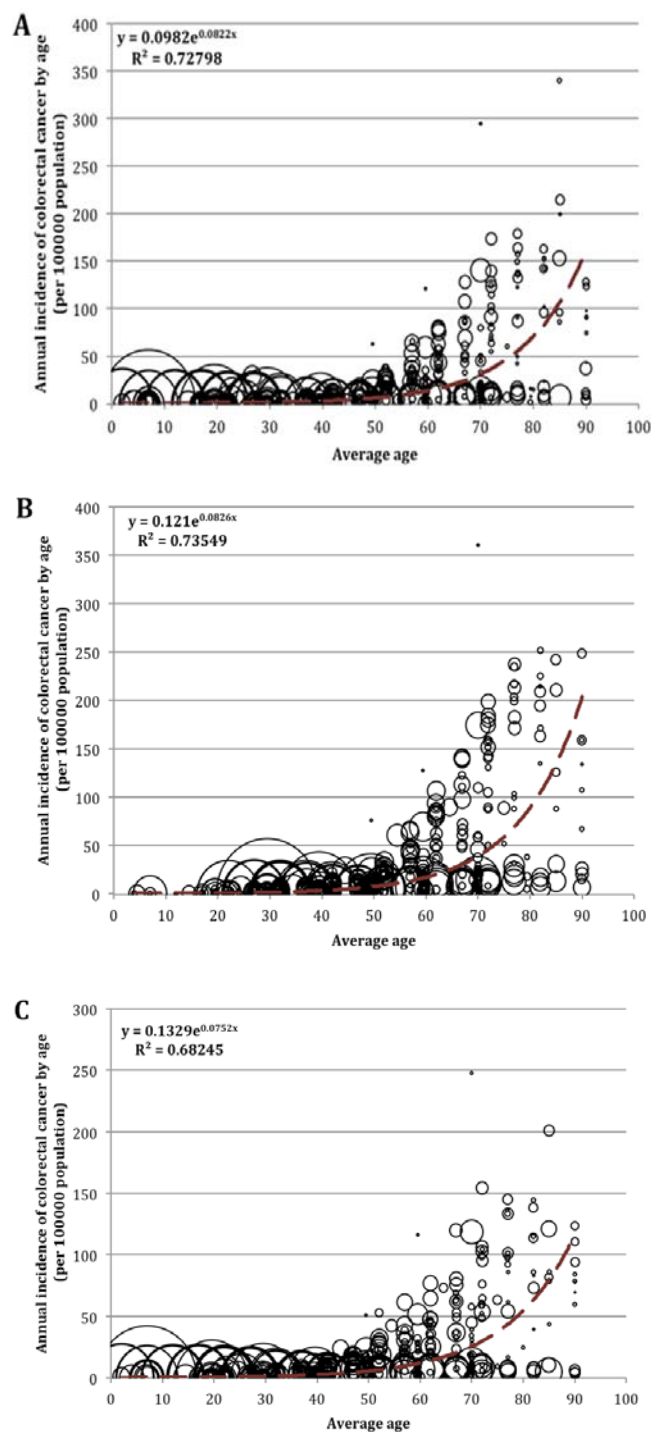 A
y = 0.0982e^0.0822x
R² = 0.72798
400
350
300
250
200
150
100
50
0
Annual incidence of colorectal cancer by age
(per 100000 population)
0 10 20 30 40 50 60 70 80 90 100
Average age
B
y = 0.121e^0.0826x
R² = 0.73549
400
350
300
250
200
150
100
50
0
Annual incidence of colorectal cancer by age
(per 100000 population)
0 10 20 30 40 50 60 70 80 90 100
Average age
C
y = 0.1329e^0.0752x
R² = 0.68245
300
250
200
150
100
50
0
Annual incidence of colorectal cancer by age
(per 100000 population)
0 10 20 30 40 50 60 70 80 90 100
Average age